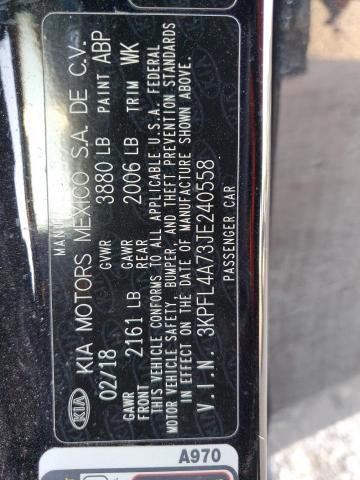 MANU
KIA KIA MOTORS MEXICO S.A. DE C.V.
02/18 GVWR 3880 LB PAINT ABP
GAWR FRONT 2161 LB GAWR REAR 2006 LB TRIM WK
THIS VEHICLE CONFORMS TO ALL APPLICABLE U.S.A. FEDERAL
MOTOR VEHICLE SAFETY, BUMPER, AND THEFT PREVENTION STANDARDS
IN EFFECT ON THE DATE OF MANUFACTURE SHOWN ABOVE.
V.I.N. 3KPFL4A73JE240558
PASSENGER CAR
A970